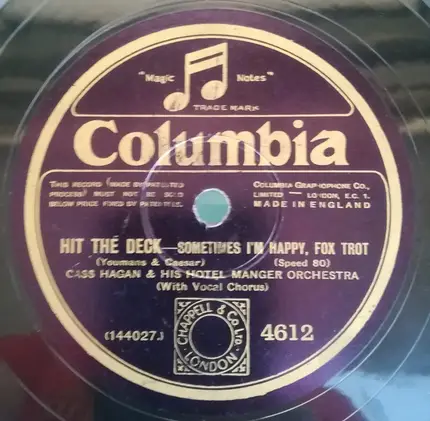 "Magic Notes"
TRADE MARK
Columbia
THIS RECORD (MADE BY PATENTED
PROCESS) MUST NOT BE SOLD
BELOW PRICE FIXED BY PATENTEES.
COLUMBIA GRAPHOPHONE CO.,
LIMITED — LONDON, E.C. 1.
MADE IN ENGLAND
HIT THE DECK—SOMETIMES I'M HAPPY, FOX TROT
(Youmans & Caesar) (Speed 80)
CASS HAGAN & HIS HOTEL MANGER ORCHESTRA
(With Vocal Chorus)
(144027.)
CHAPPELL & Co LTD.
LONDON
4612